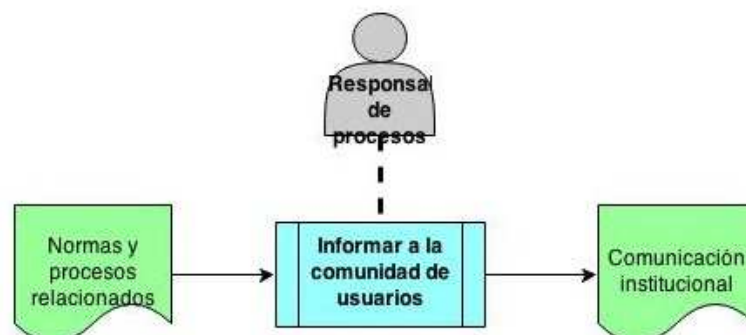 Responsa
de
procesos
Normas y
procesos
relacionados
Informar a la
comunidad de
usuarios
Comunicación
institucional